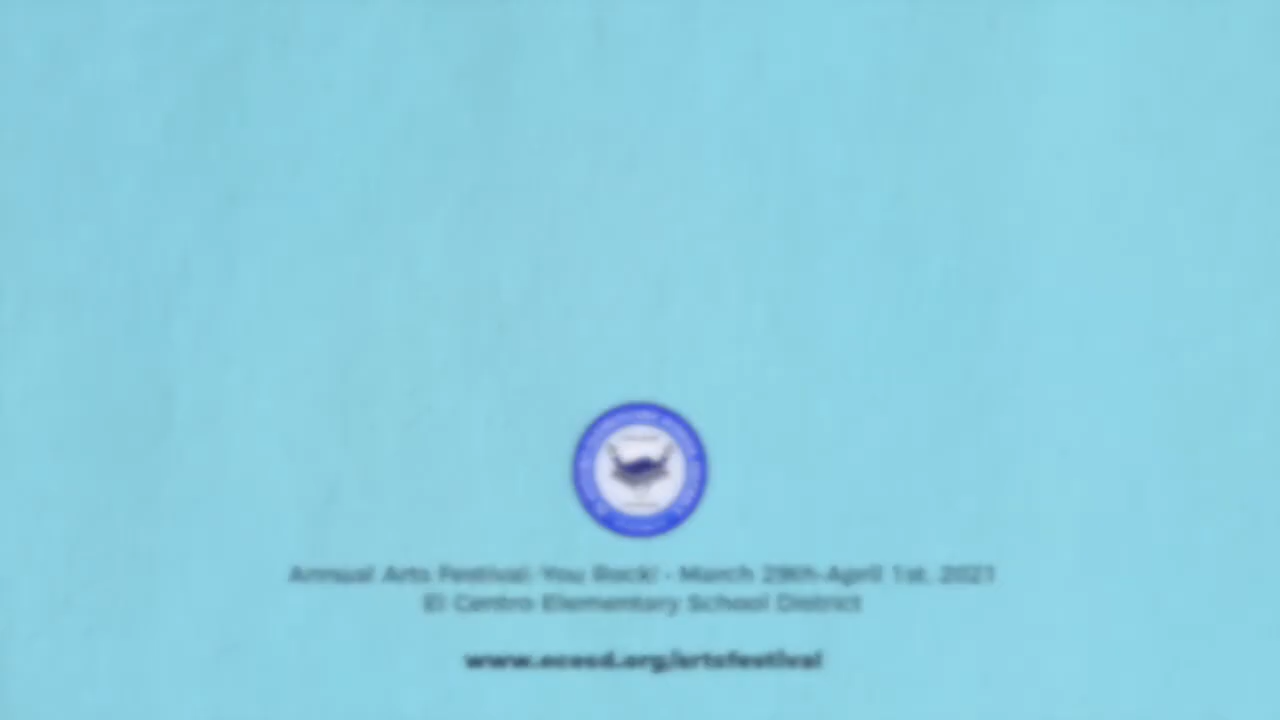 Annual Arts Festival: You Rock! - March 29th-April 1st, 2021
El Centro Elementary School District
www.ecesd.org/artsfestival